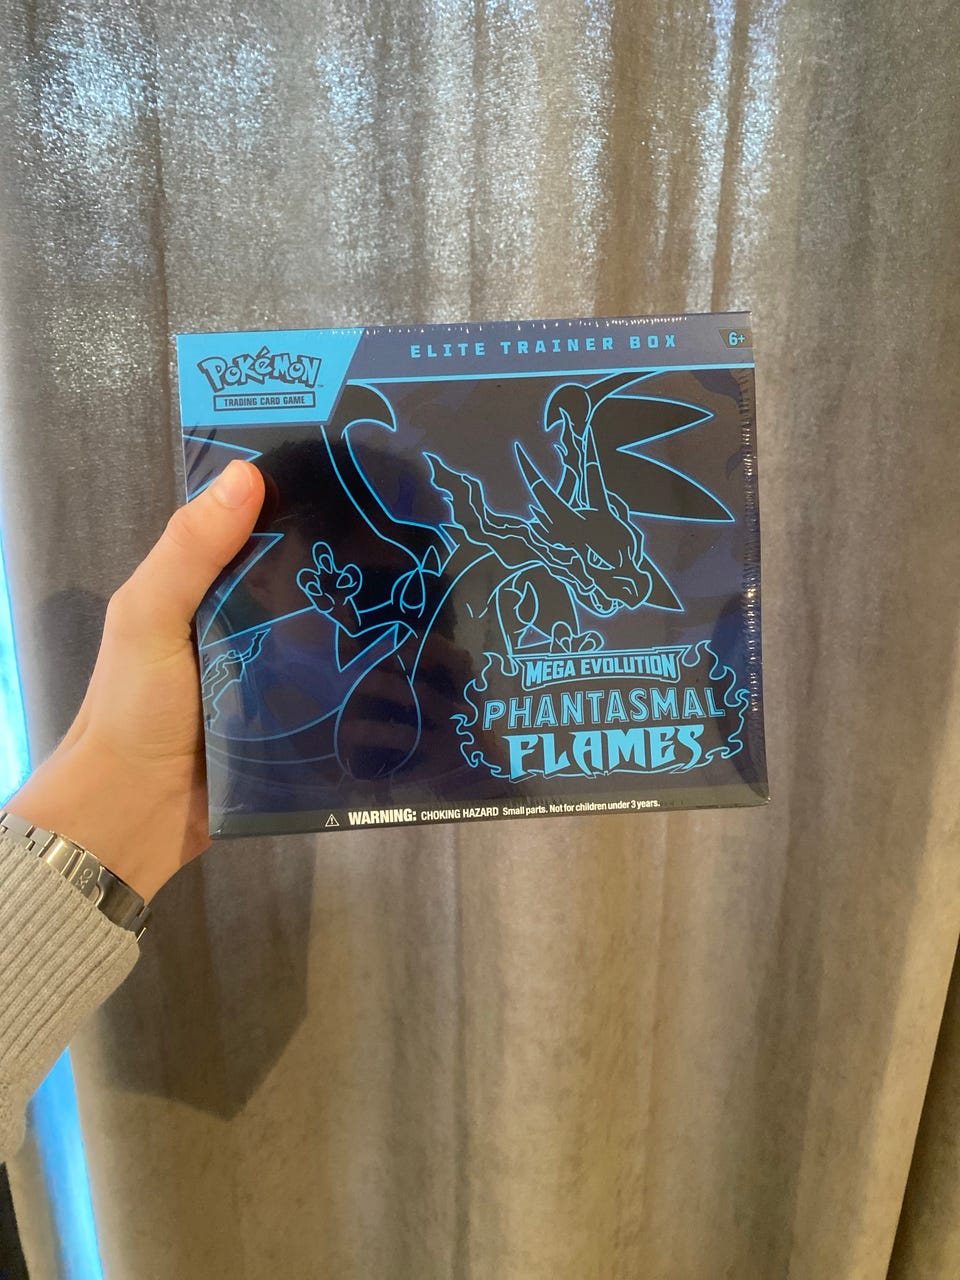 Pokémon
TRADING CARD GAME
ELITE TRAINER BOX
6+
MEGA EVOLUTION
PHANTASMAL
FLAMES
⚠ WARNING: CHOKING HAZARD Small parts. Not for children under 3 years.